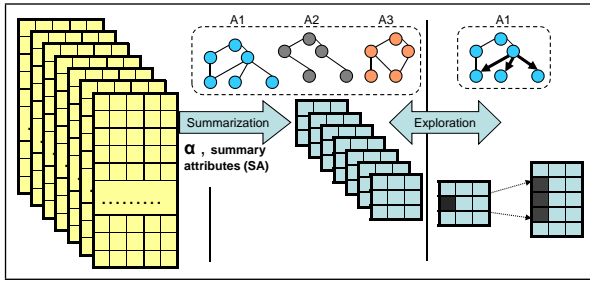 A1
A2
A3
A1
Summarization
Exploration
α , summary
attributes (SA)
.........